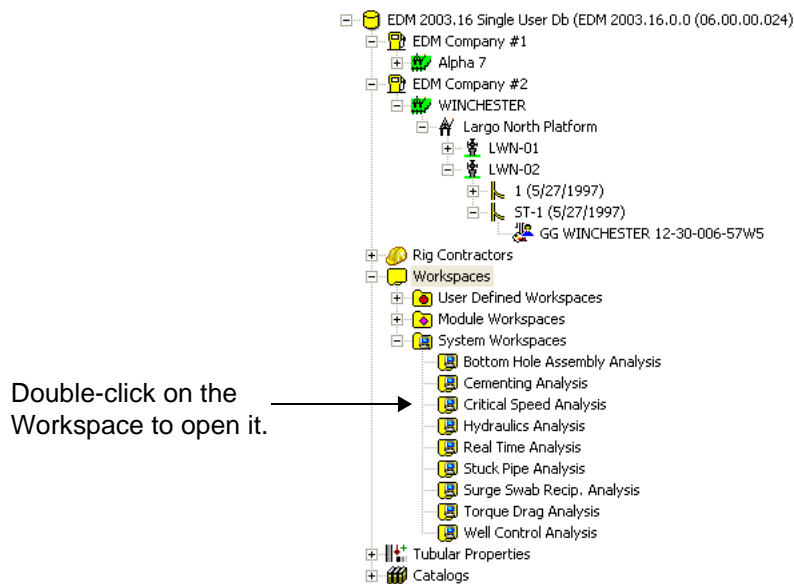 EDM 2003.16 Single User Db (EDM 2003.16.0.0 (06.00.00.024)
EDM Company #1
Alpha 7
EDM Company #2
WINCHESTER
Largo North Platform
LWN-01
LWN-02
1 (5/27/1997)
ST-1 (5/27/1997)
GG WINCHESTER 12-30-006-57W5
Rig Contractors
Workspaces
User Defined Workspaces
Module Workspaces
System Workspaces
Bottom Hole Assembly Analysis
Cementing Analysis
Critical Speed Analysis
Hydraulics Analysis
Real Time Analysis
Stuck Pipe Analysis
Surge Swab Recip. Analysis
Torque Drag Analysis
Well Control Analysis
Tubular Properties
Catalogs
Double-click on the
Workspace to open it.